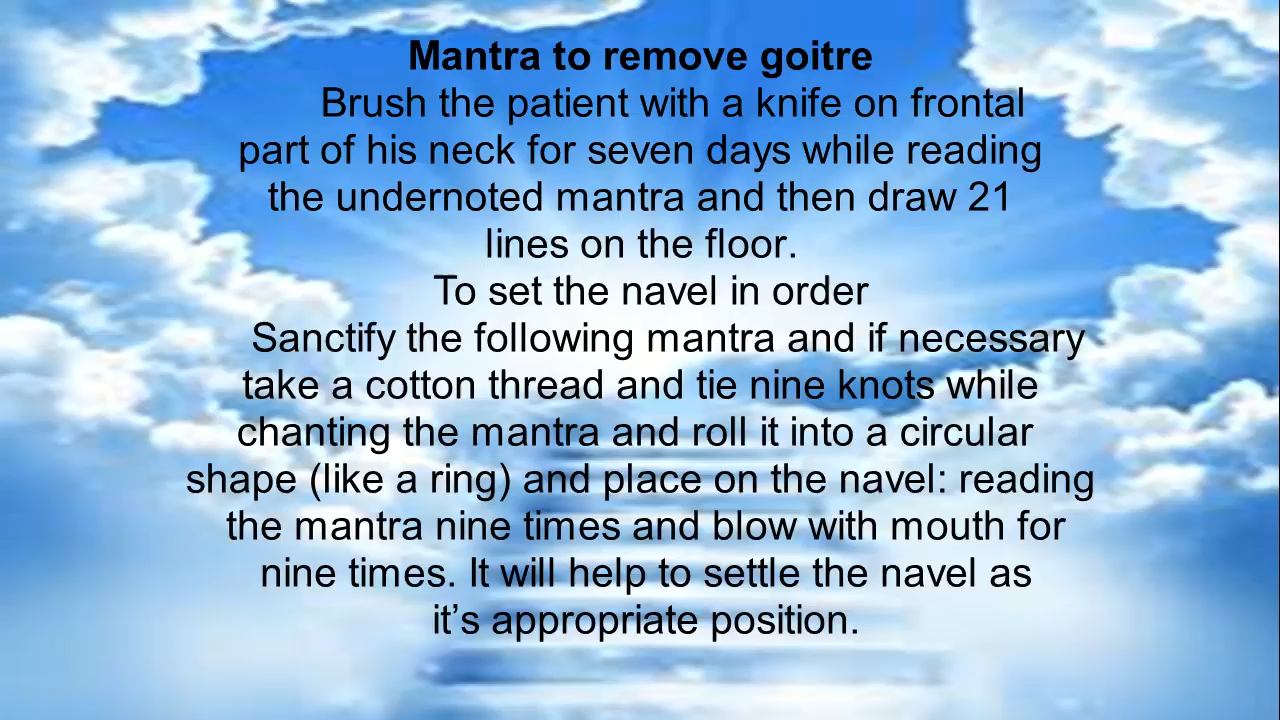 Mantra to remove goitre
Brush the patient with a knife on frontal
part of his neck for seven days while reading
the undernoted mantra and then draw 21
lines on the floor.
To set the navel in order
Sanctify the following mantra and if necessary
take a cotton thread and tie nine knots while
chanting the mantra and roll it into a circular
shape (like a ring) and place on the navel: reading
the mantra nine times and blow with mouth for
nine times. It will help to settle the navel as
it’s appropriate position.